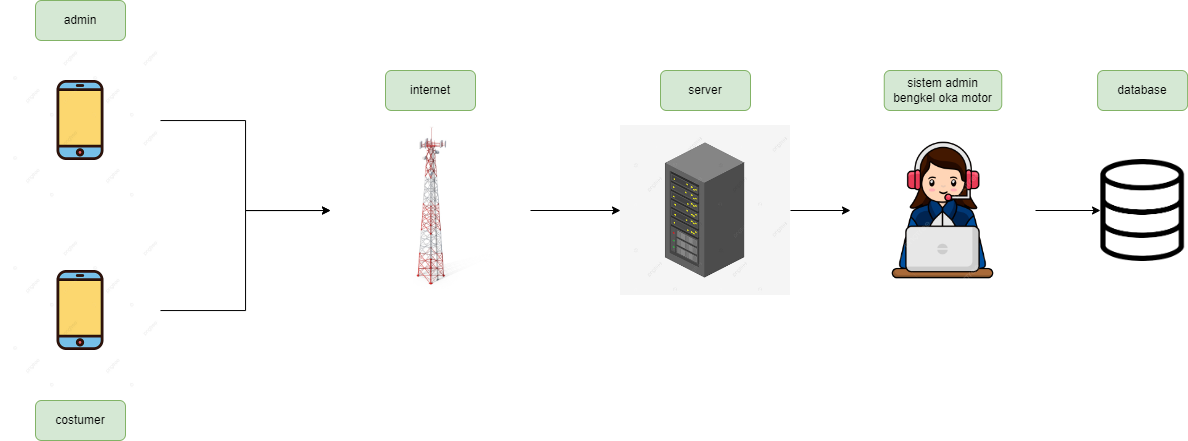 admin
internet
server
sistem admin
bengkel oka motor
database
costumer